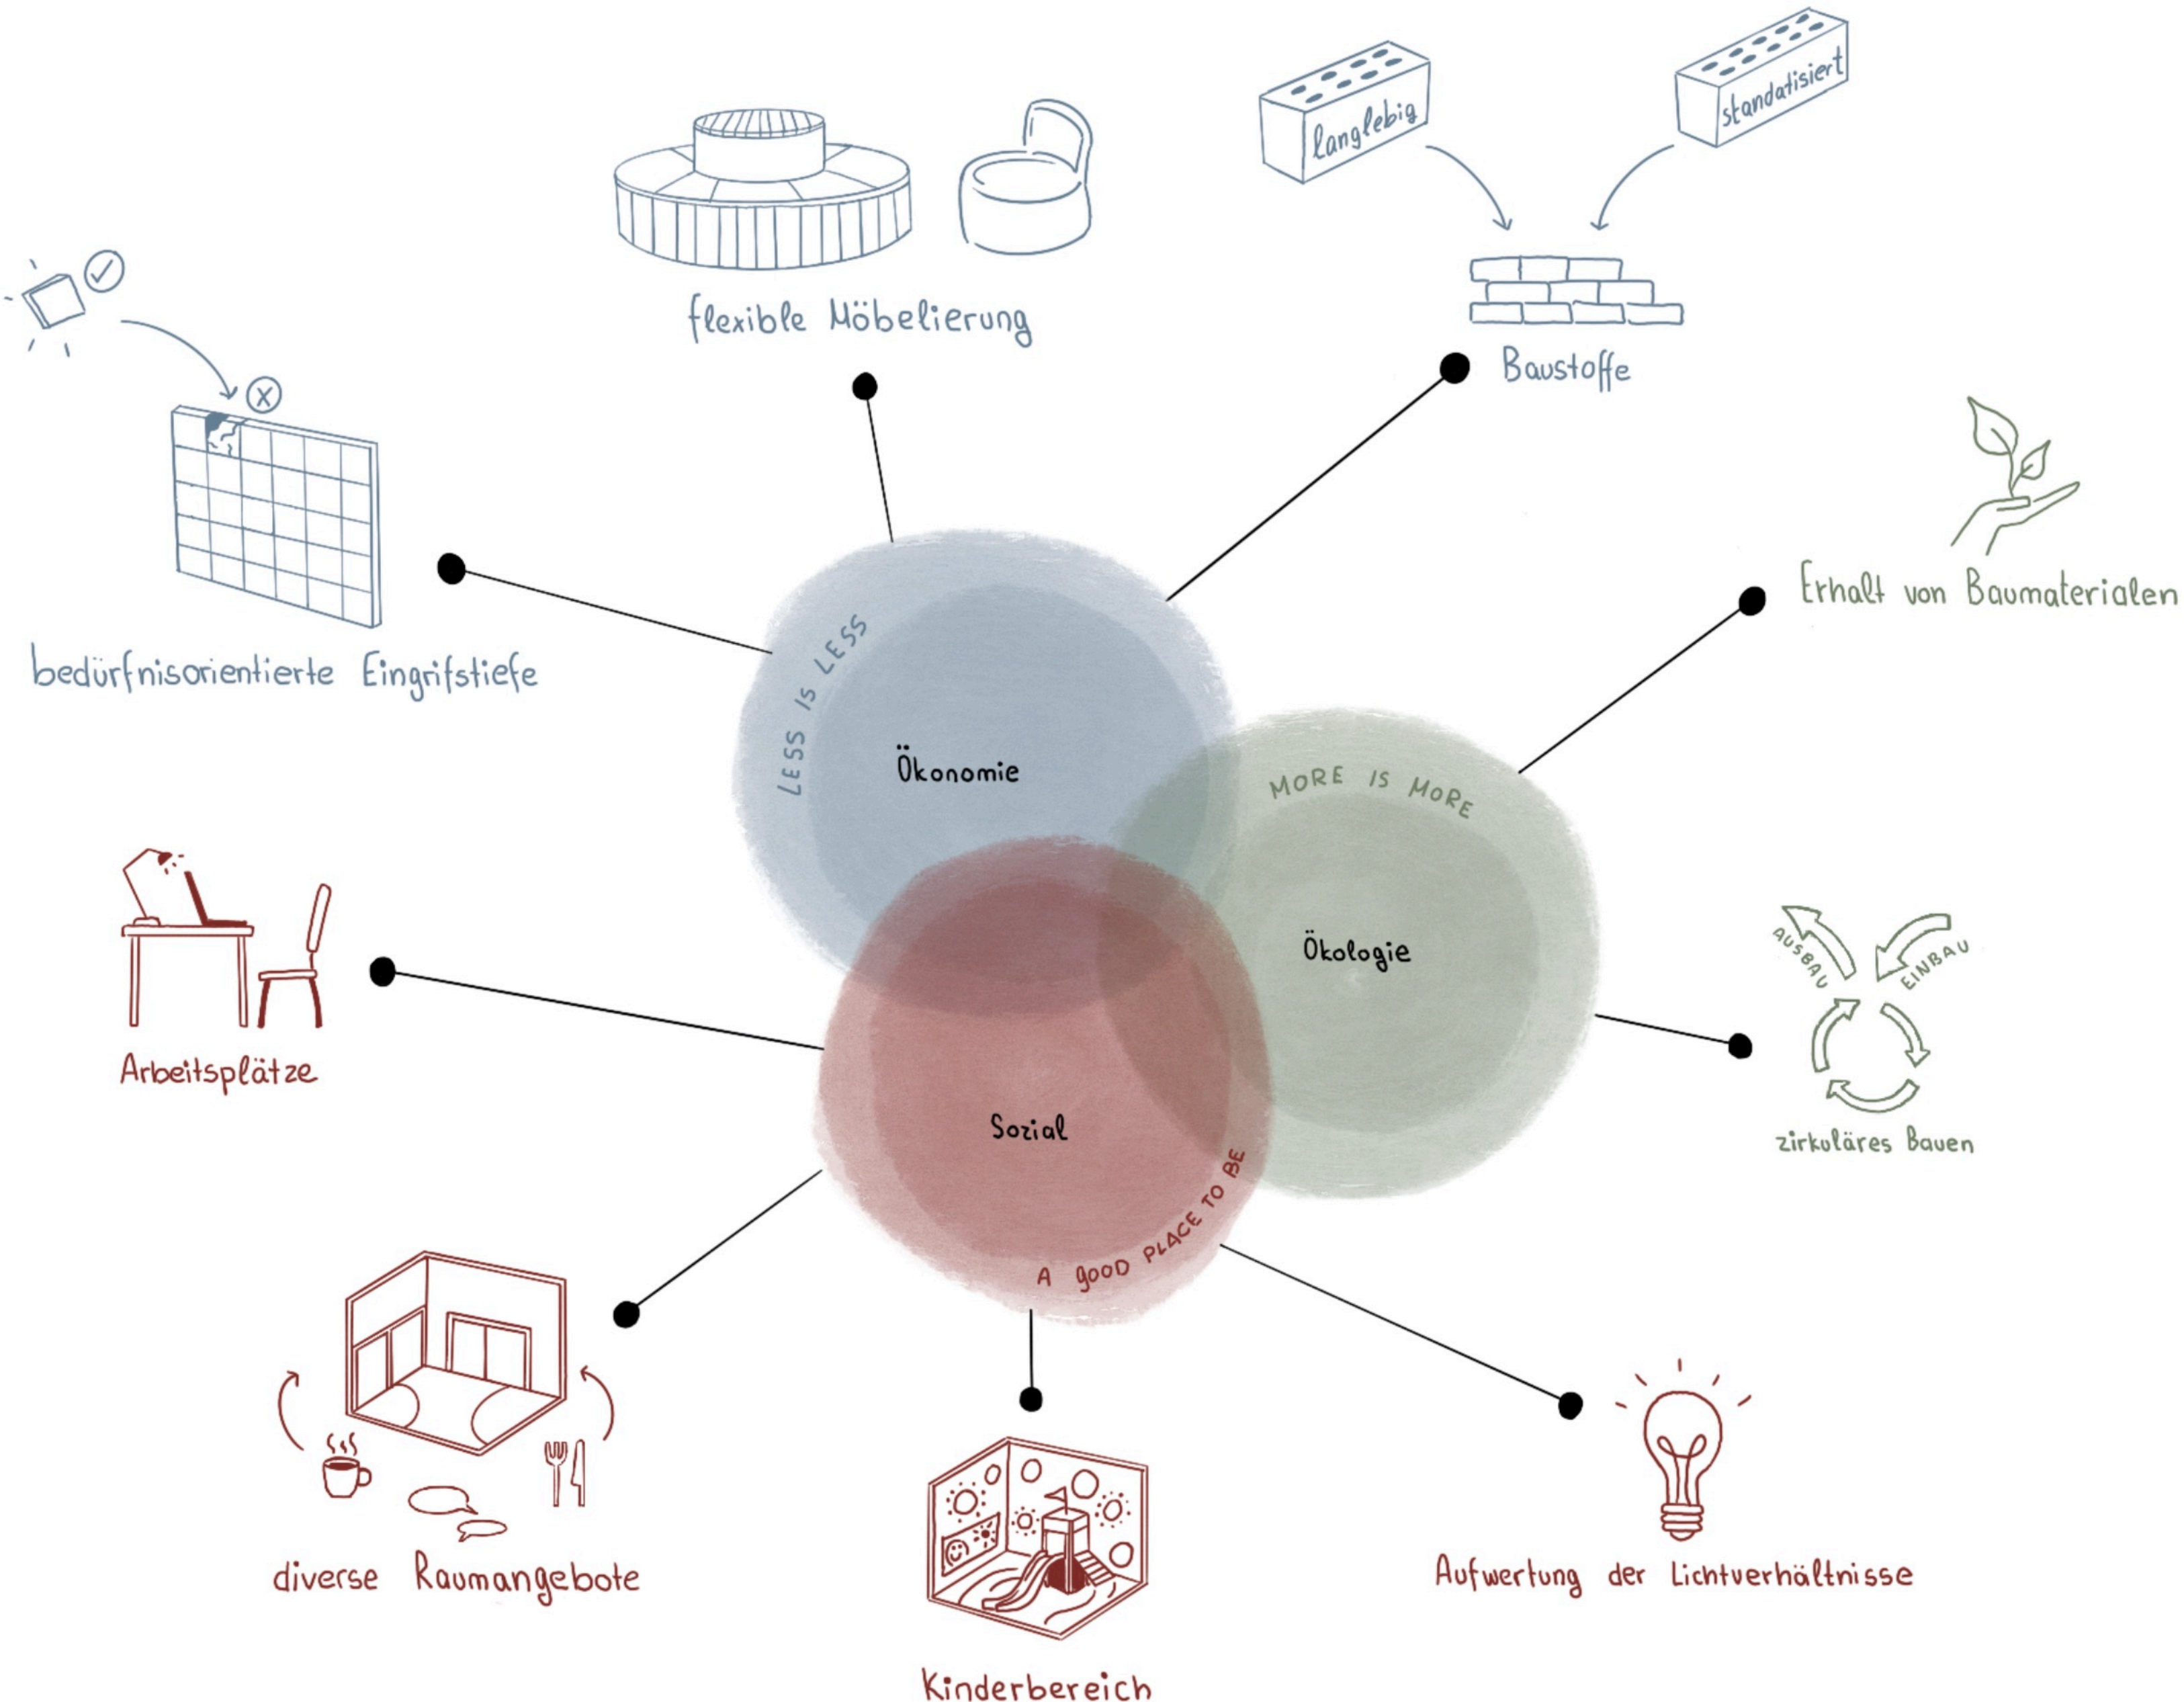 langlebig
standatisiert
flexible Möbelierung
Baustoffe
Erhalt von Baumaterialen
bedürfnisorientierte Eingrifstiefe
LESS IS LESS
Ökonomie
MORE IS MORE
Ökologie
AUSBAU
EINBAU
zirkuläres Bauen
Arbeitsplätze
Sozial
A gOOD PLACE TO BE
diverse Raumangebote
Aufwertung der Lichtverhältnisse
Kinderbereich